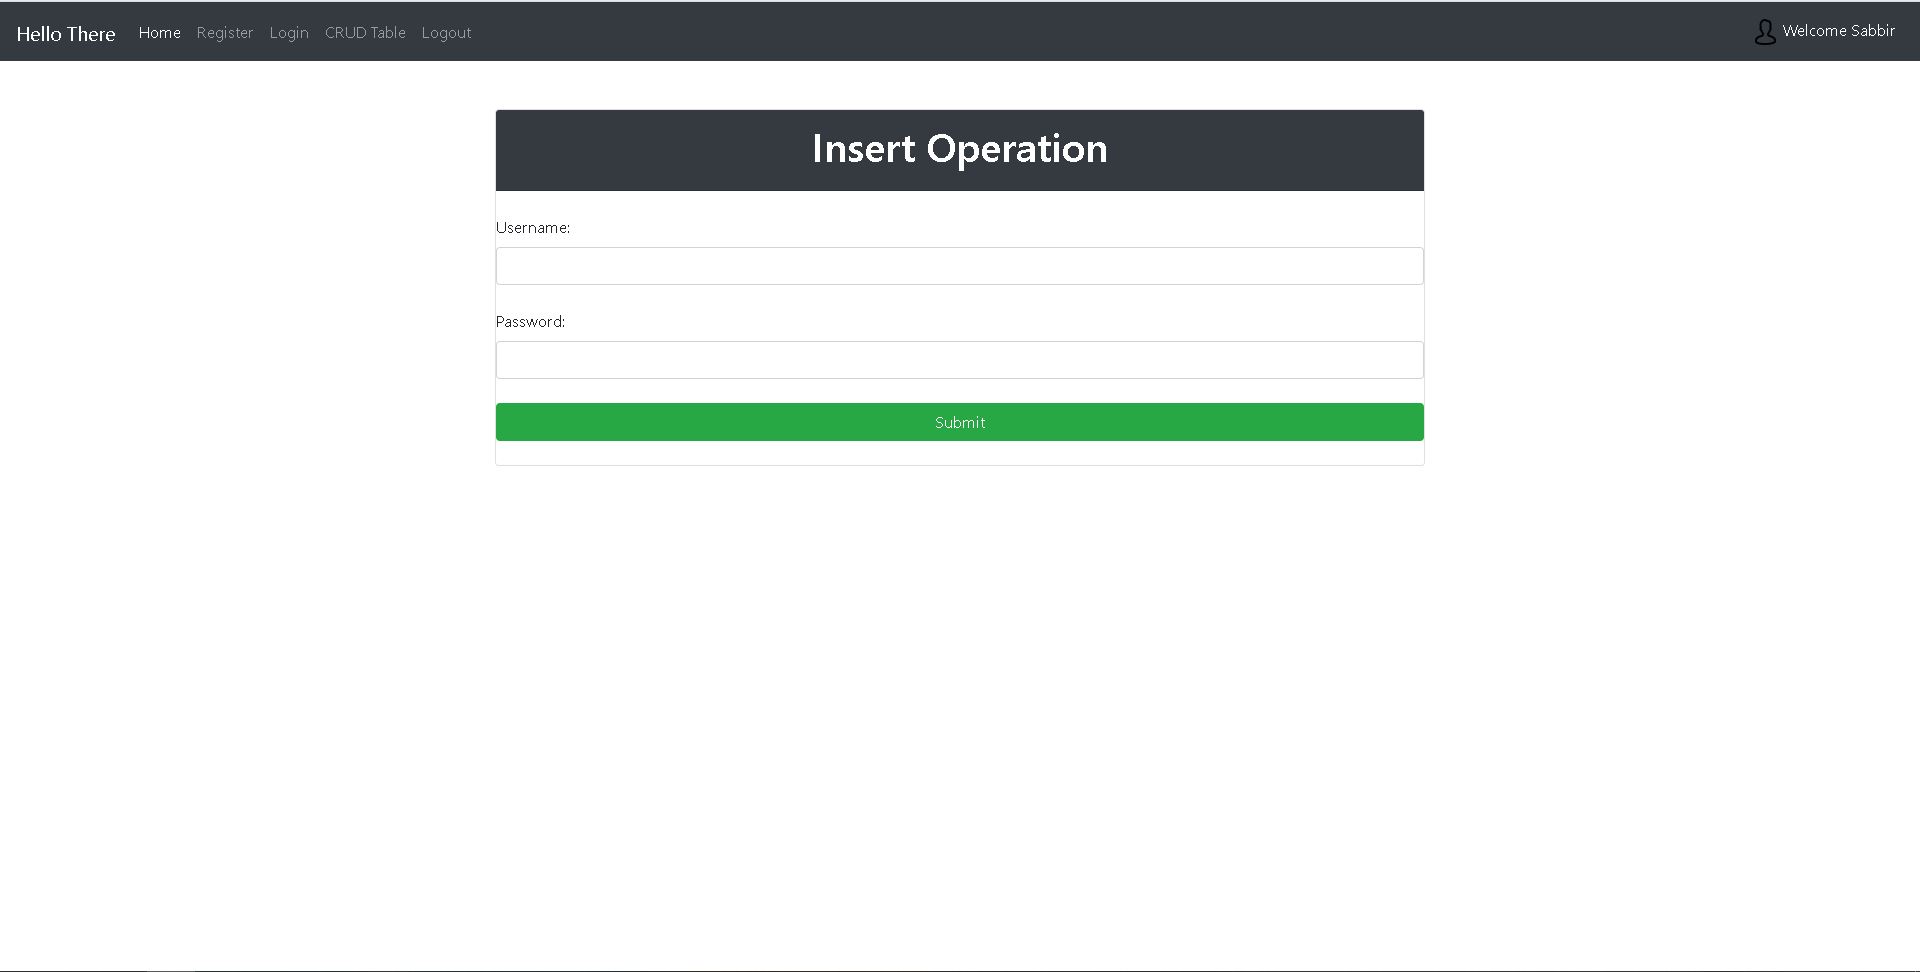 Hello There Home Register Login CRUD Table Logout Welcome Sabbir
Insert Operation
Username:
Password:
Submit